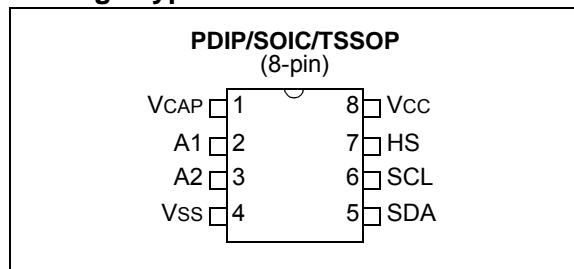 PDIP/SOIC/TSSOP
(8-pin)
VCAP 1 8 VCC
A1 2 7 HS
A2 3 6 SCL
VSS 4 5 SDA